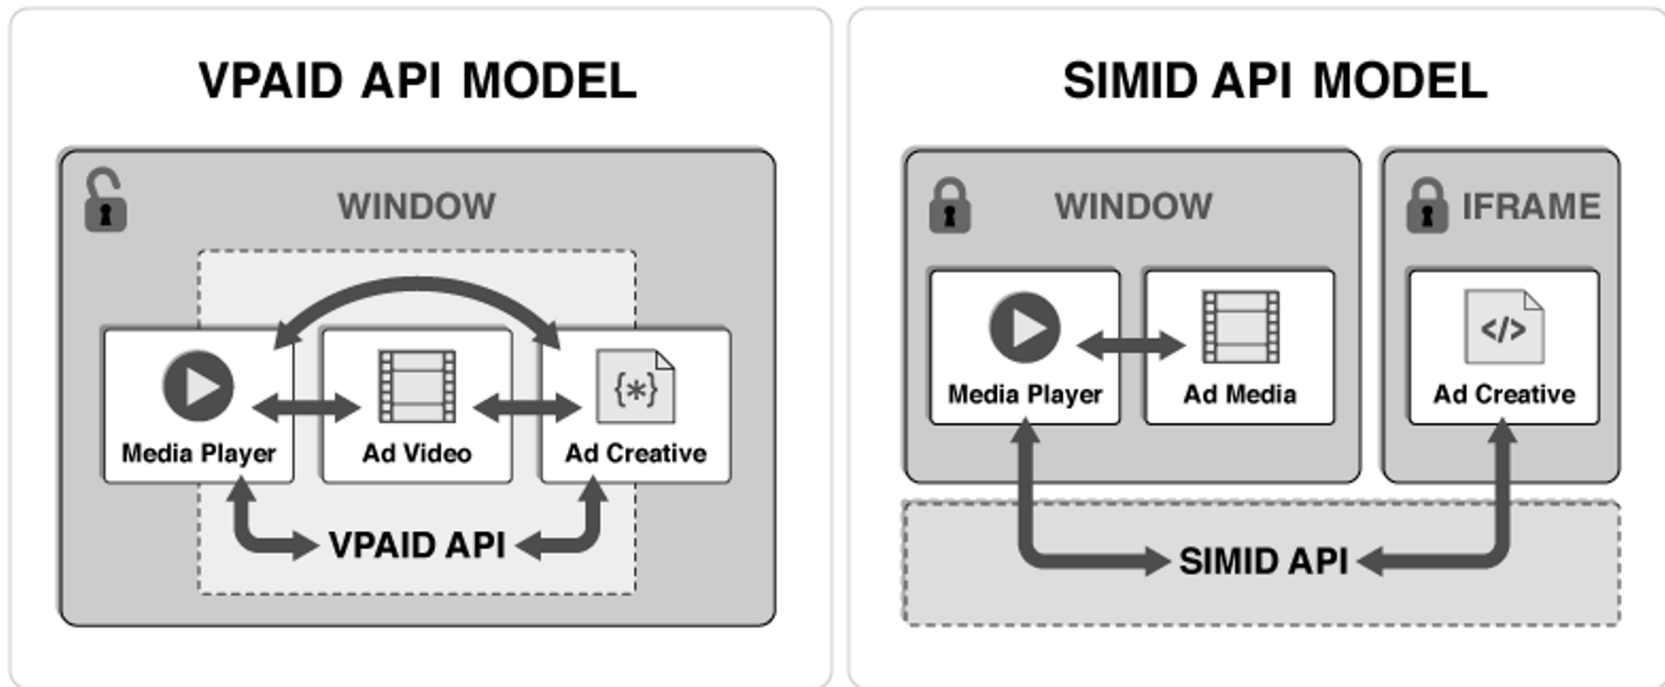 VPAID API MODEL
WINDOW
{*}
Media Player
Ad Video
Ad Creative
VPAID API
SIMID API MODEL
WINDOW
IFRAME
</>
Media Player
Ad Media
Ad Creative
SIMID API